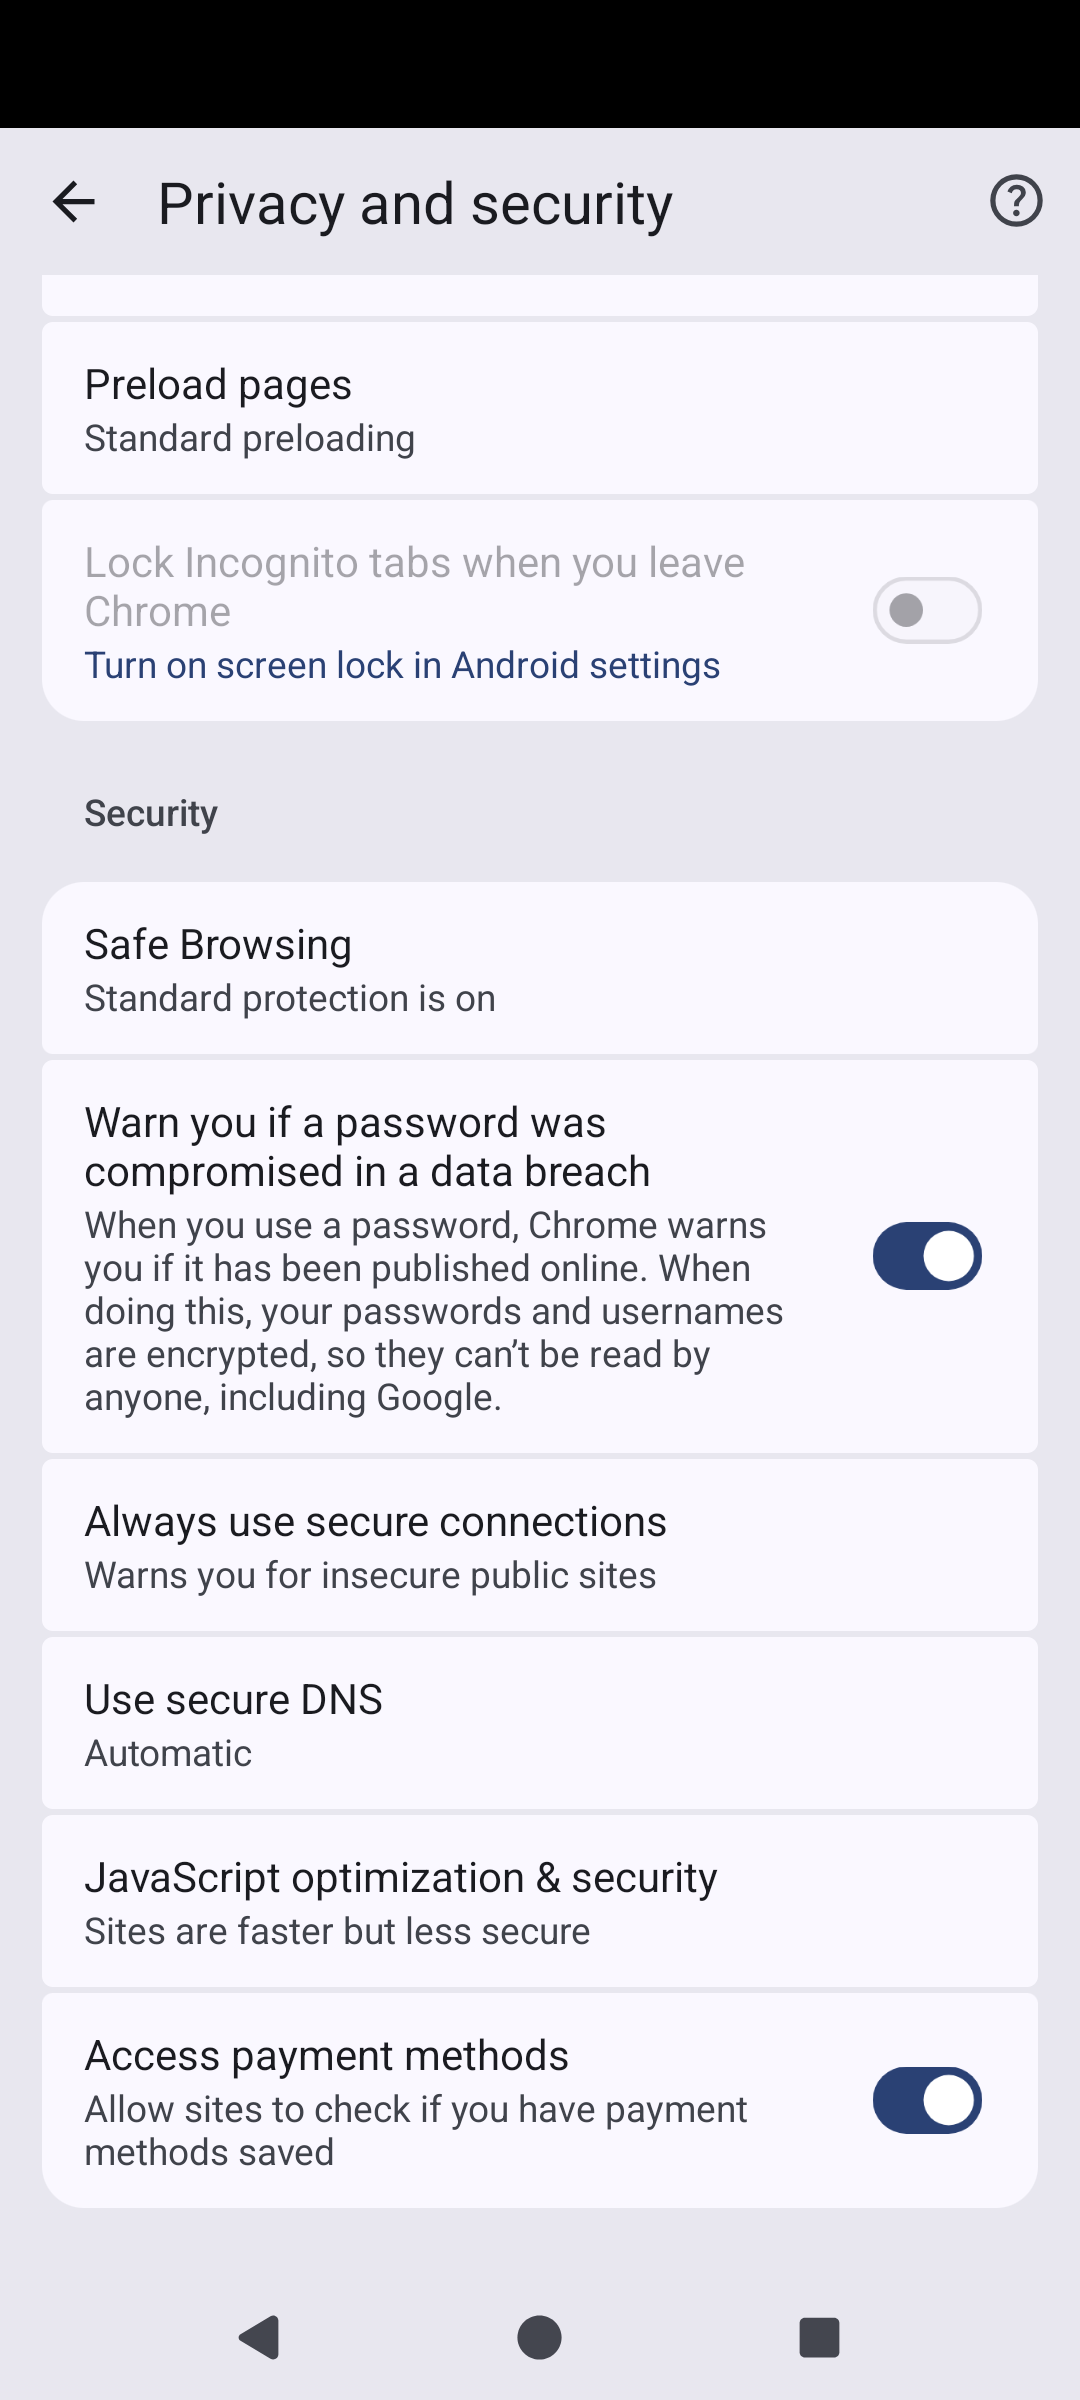 Privacy and security
Preload pages
Standard preloading
Lock Incognito tabs when you leave
Chrome
Turn on screen lock in Android settings
Security
Safe Browsing
Standard protection is on
Warn you if a password was
compromised in a data breach
When you use a password, Chrome warns
you if it has been published online. When
doing this, your passwords and usernames
are encrypted, so they can’t be read by
anyone, including Google.
Always use secure connections
Warns you for insecure public sites
Use secure DNS
Automatic
JavaScript optimization & security
Sites are faster but less secure
Access payment methods
Allow sites to check if you have payment
methods saved